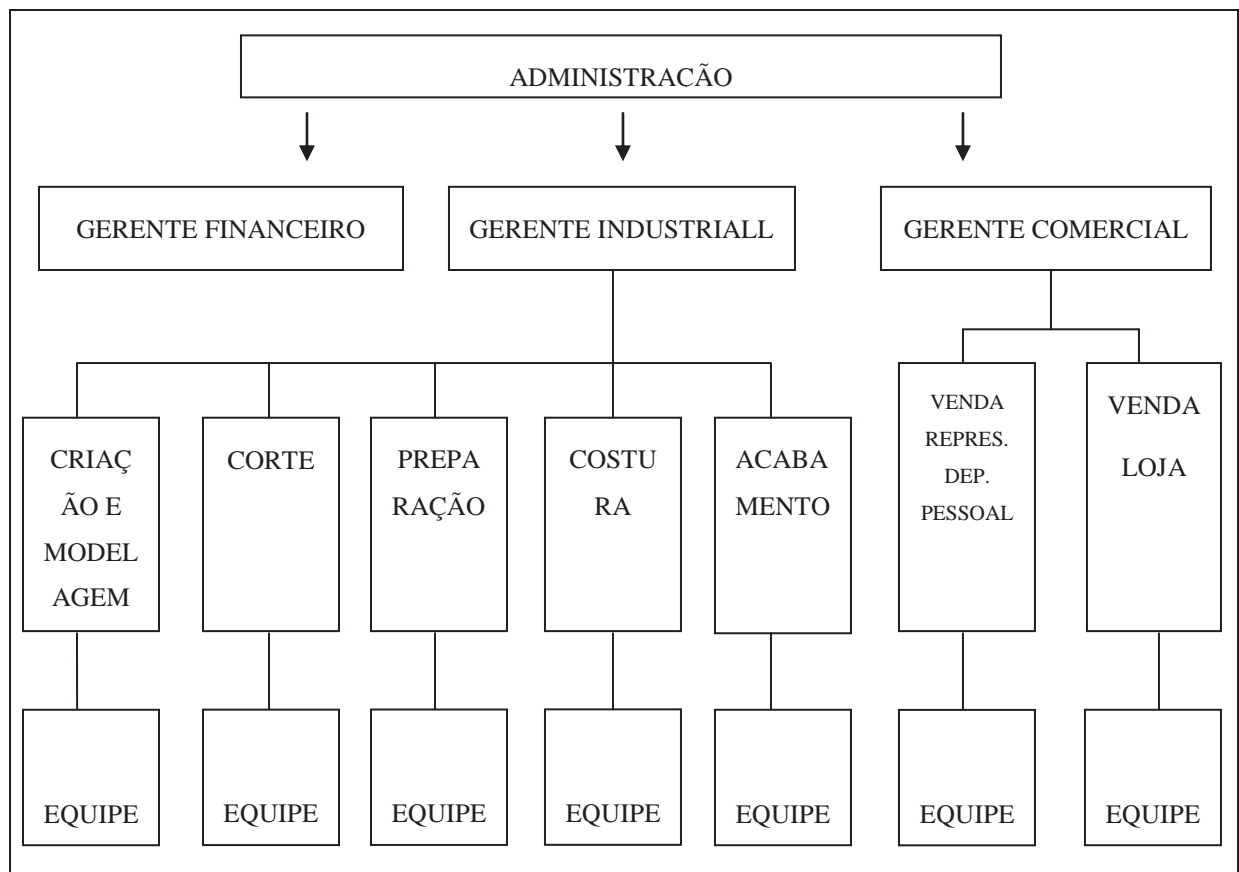 ADMINISTRACÃO
GERENTE FINANCEIRO
GERENTE INDUSTRIALL
GERENTE COMERCIAL
CRIAÇ
ÃO E
MODEL
AGEM
CORTE
PREPA
RAÇÃO
COSTU
RA
ACABA
MENTO
VENDA
REPRES.
DEP.
PESSOAL
VENDA
LOJA
EQUIPE
EQUIPE
EQUIPE
EQUIPE
EQUIPE
EQUIPE
EQUIPE